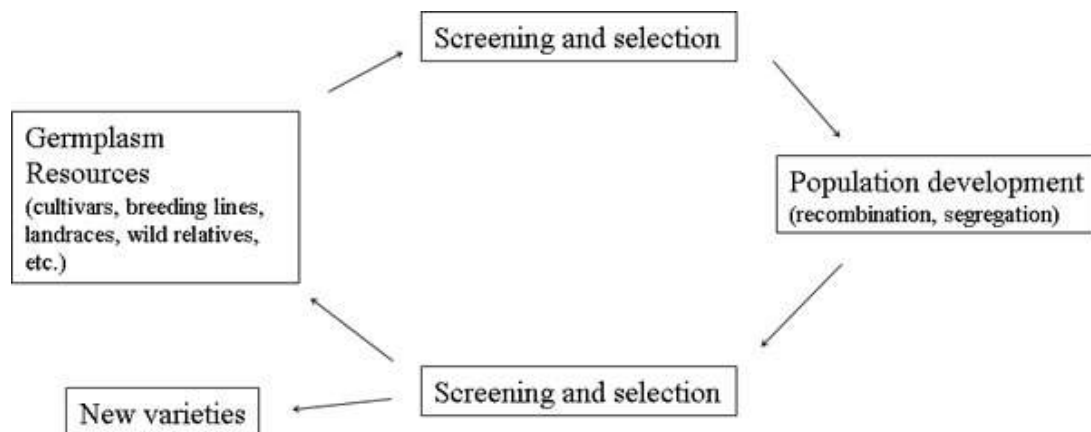 Screening and selection
Germplasm
Resources
(cultivars, breeding lines,
landraces, wild relatives,
etc.)
Population development
(recombination, segregation)
Screening and selection
New varieties